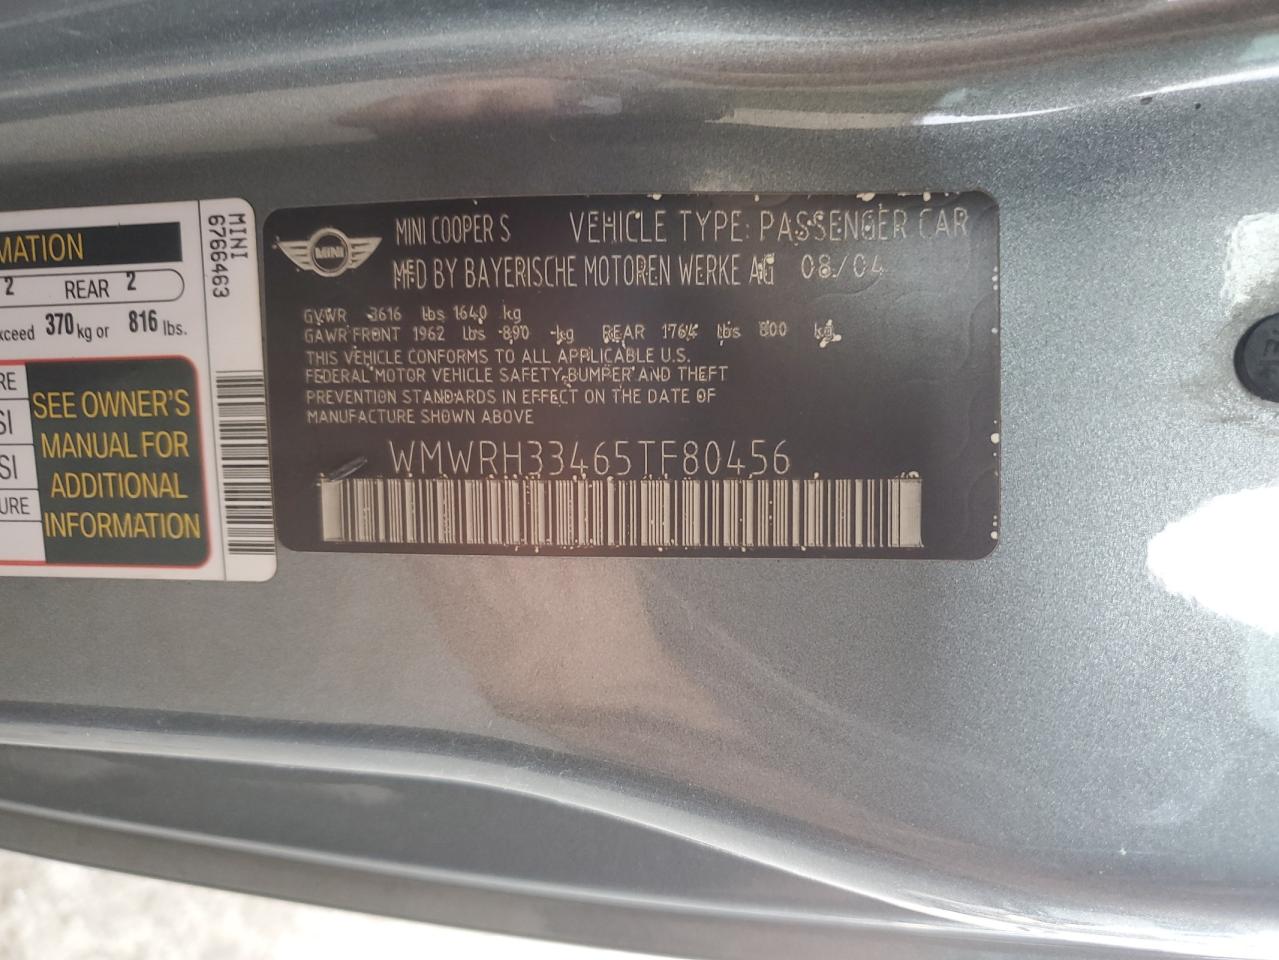 MATION
2 REAR 2
xceed 370 kg or 816 lbs.
RE
SI
SI
URE
SEE OWNER'S
MANUAL FOR
ADDITIONAL
INFORMATION
MINI
6766463
MINI
MINI COOPER S VEHICLE TYPE: PASSENGER CAR
MFD BY BAYERISCHE MOTOREN WERKE AG 08/04
GVWR 3616 lbs 1640 kg
GAWR FRONT 1962 lbs 890 kg REAR 1764 lbs 800 kg
THIS VEHICLE CONFORMS TO ALL APPLICABLE U.S.
FEDERAL MOTOR VEHICLE SAFETY,BUMPER AND THEFT
PREVENTION STANDARDS IN EFFECT ON THE DATE OF
MANUFACTURE SHOWN ABOVE
WMWRH33465TF80456